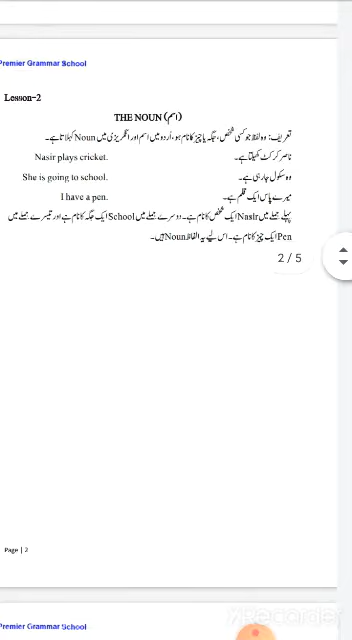 Premier Grammar School
Lesson-2
THE NOUN (اسم)
تعریف: وہ لفظ جو کسی شخص، جگہ یا چیز کا نام ہو، اُردو میں اسم اور انگریزی میں Noun کہلاتا ہے۔
Nasir plays cricket. ناصر کرکٹ کھیلتا ہے۔
She is going to school. وہ سکول جا رہی ہے۔
I have a pen. میرے پاس ایک قلم ہے۔
پہلے جملے میں Nasir ایک شخص کا نام ہے۔ دوسرے جملے میں School ایک جگہ کا نام ہے اور تیسرے جملے میں
Pen ایک چیز کا نام ہے۔ اس لیے یہ الفاظ Noun ہیں۔
2 / 5
Page | 2
XRecorder
Premier Grammar School